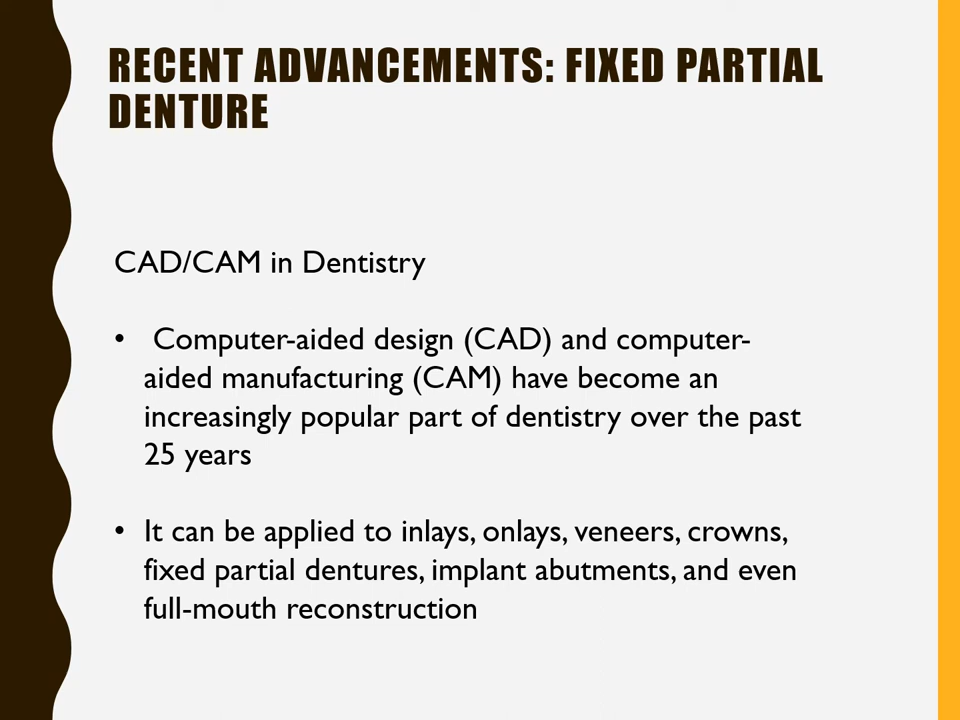 RECENT ADVANCEMENTS: FIXED PARTIAL
DENTURE
CAD/CAM in Dentistry
• Computer-aided design (CAD) and computer-
aided manufacturing (CAM) have become an
increasingly popular part of dentistry over the past
25 years
• It can be applied to inlays, onlays, veneers, crowns,
fixed partial dentures, implant abutments, and even
full-mouth reconstruction